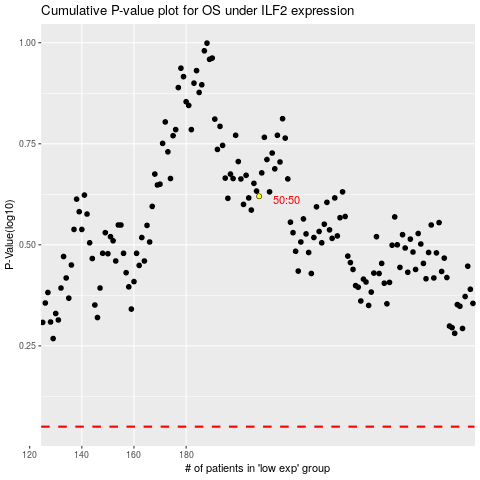 Cumulative P-value plot for OS under ILF2 expression
P-Value(log10)
1.00
0.75
0.50
0.25
50:50
120 140 160 180
# of patients in 'low exp' group